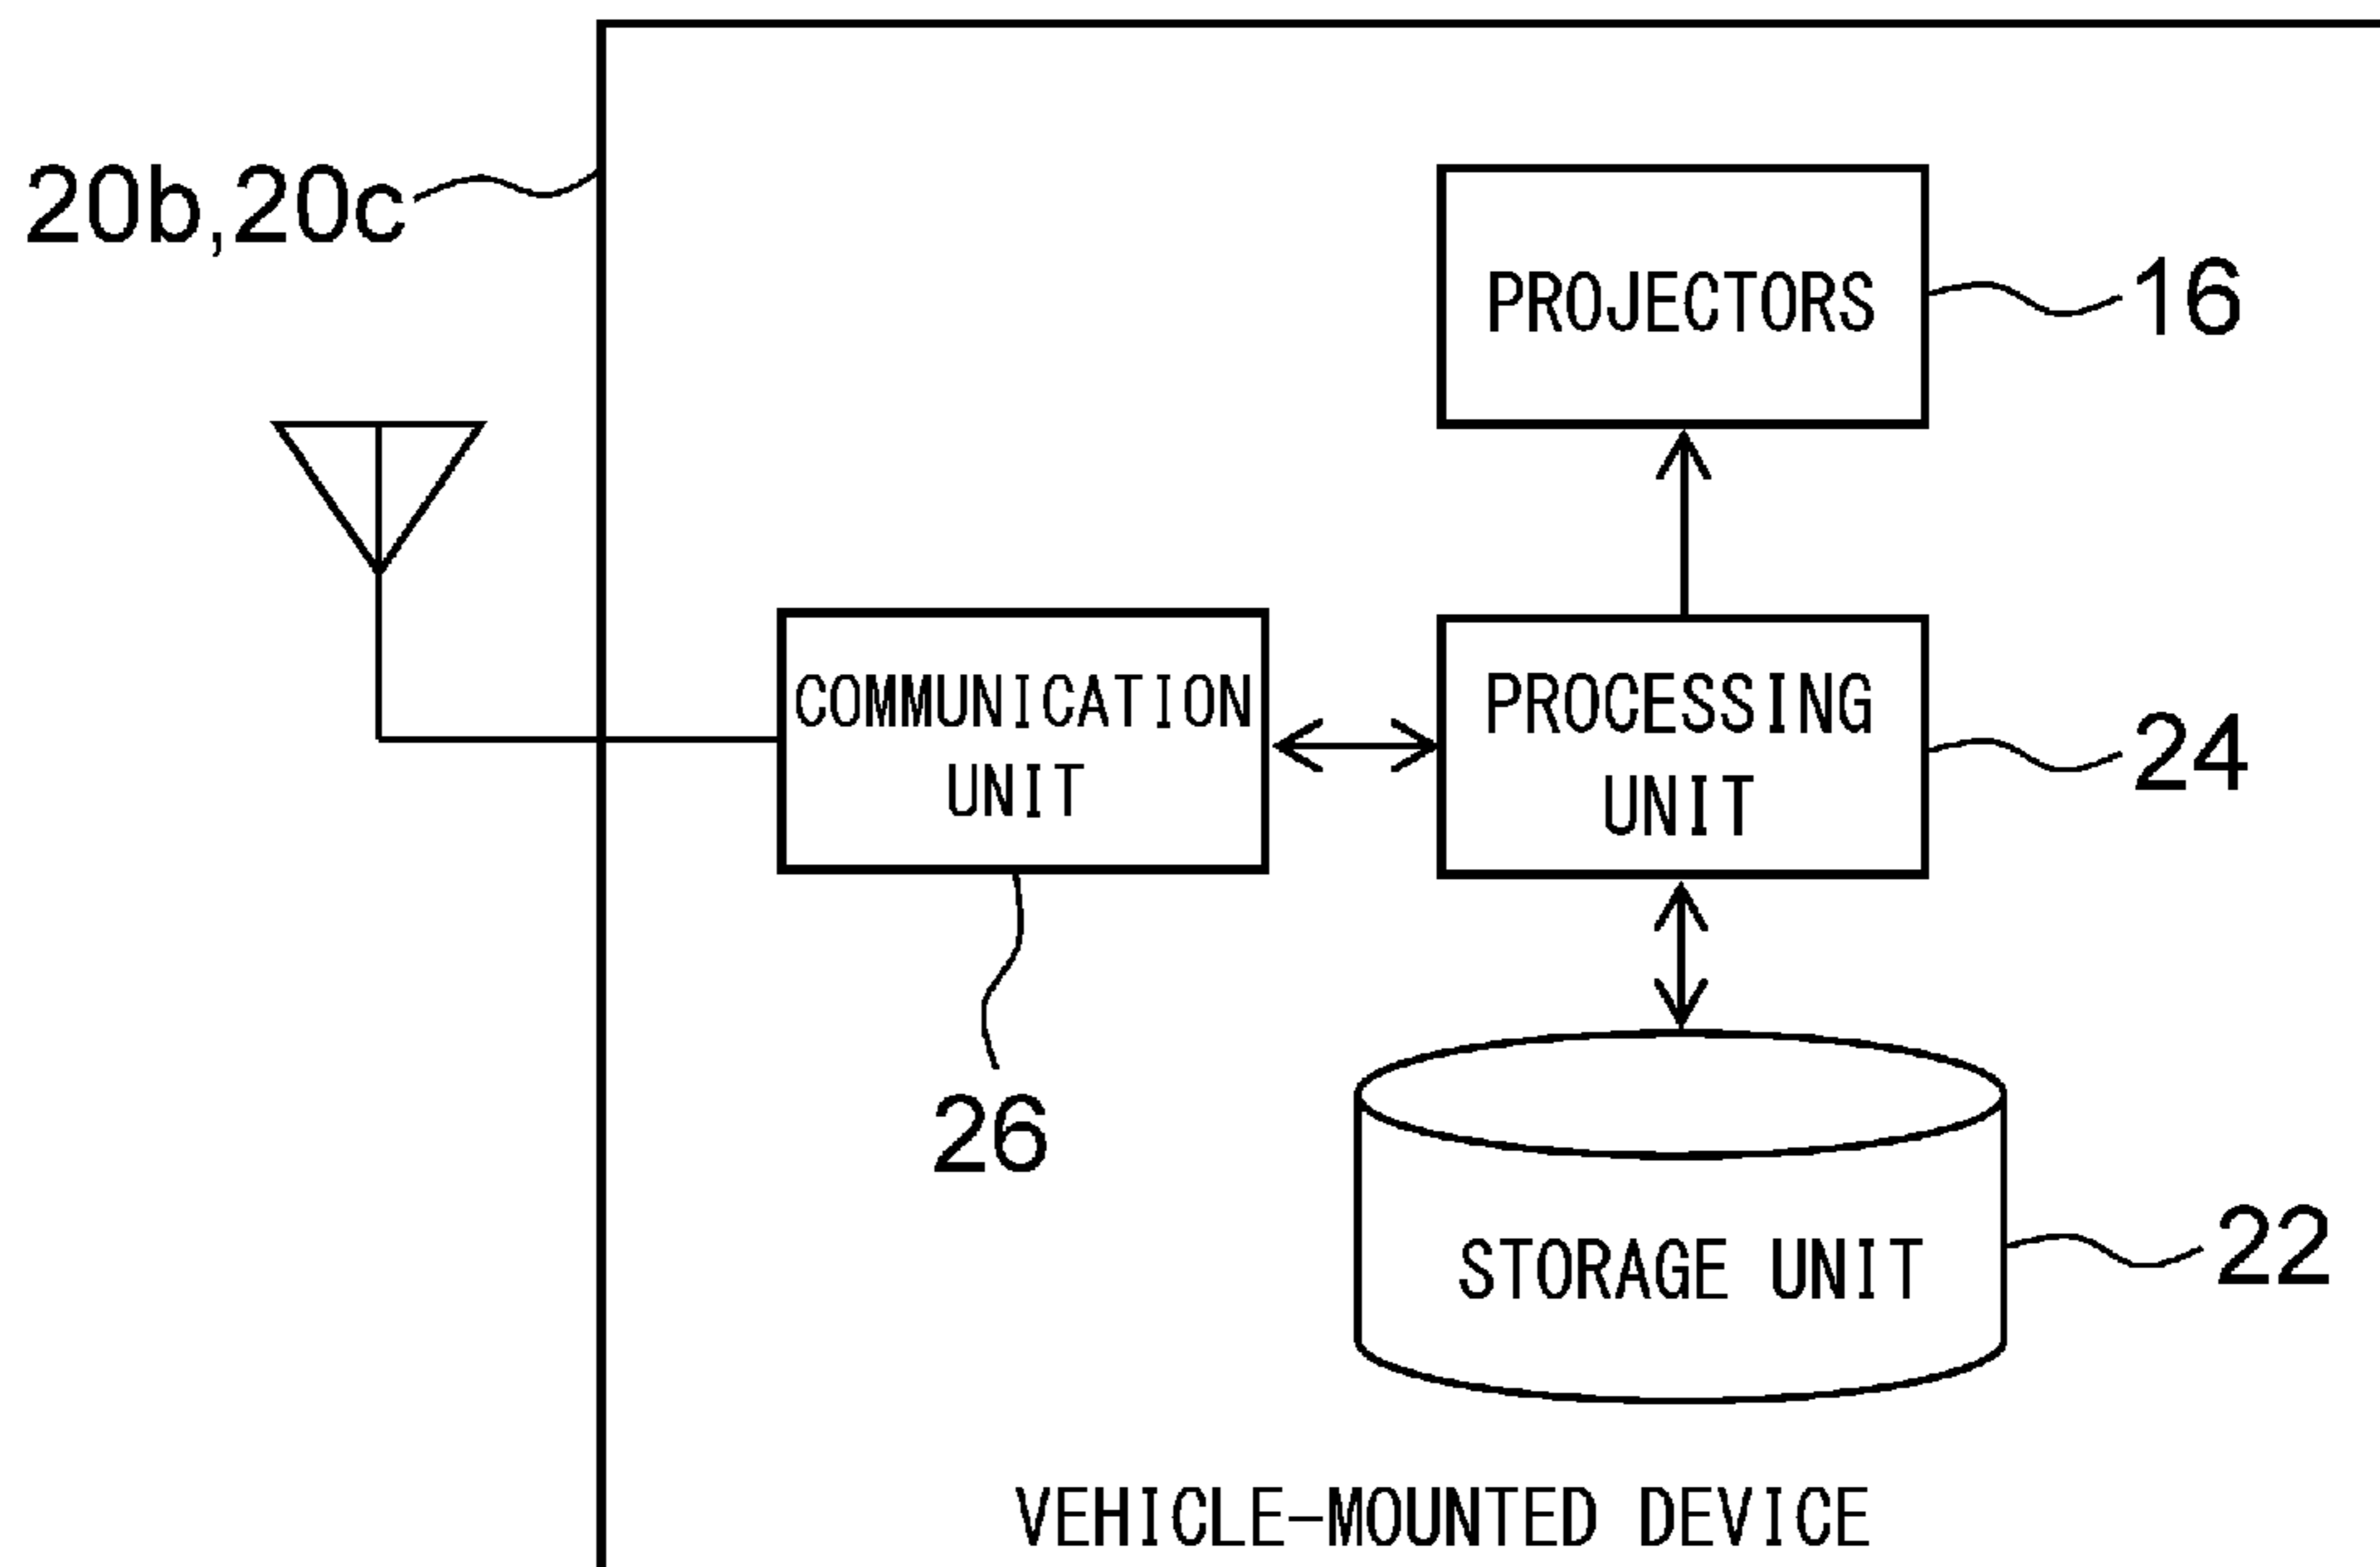 20b,20c
PROJECTORS
16
COMMUNICATION
UNIT
PROCESSING
UNIT
24
26
STORAGE UNIT
22
VEHICLE-MOUNTED DEVICE